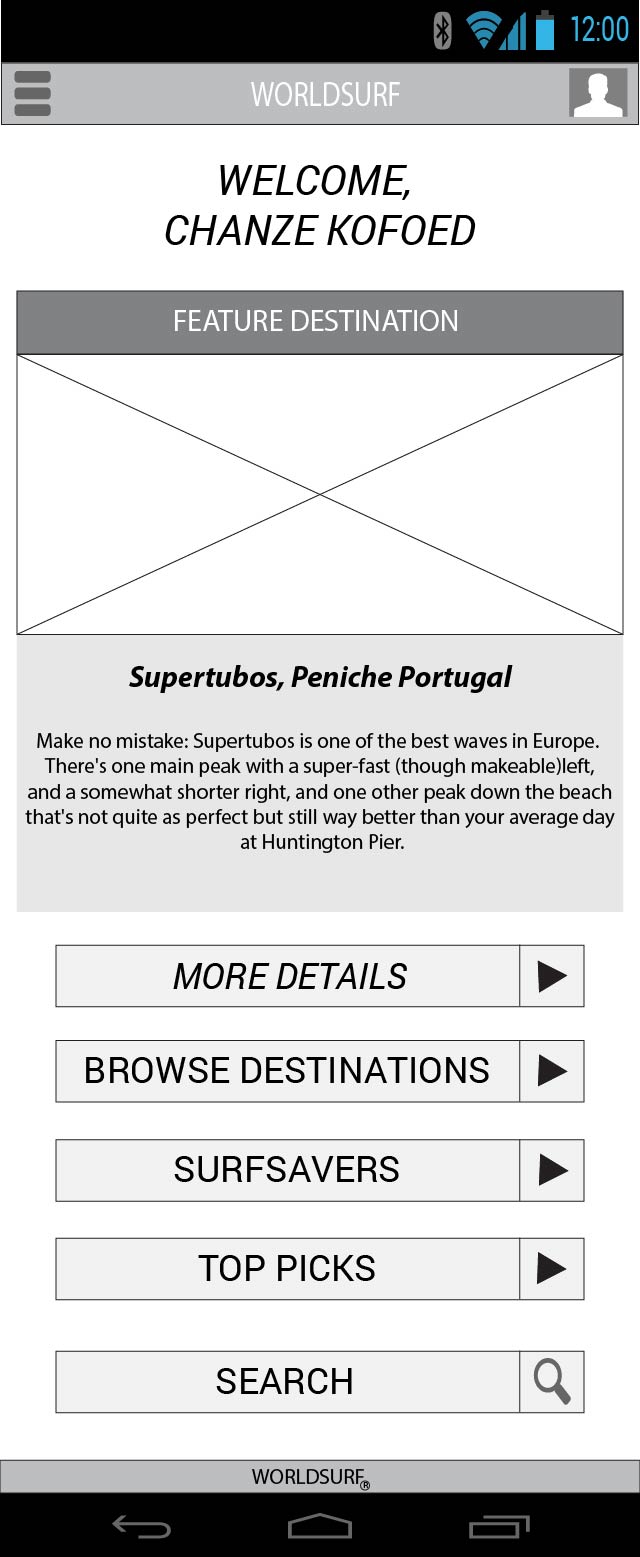 12:00
WORLDSURF
WELCOME,
CHANZE KOFOED
FEATURE DESTINATION
Supertubos, Peniche Portugal
Make no mistake: Supertubos is one of the best waves in Europe.
There's one main peak with a super-fast (though makeable)left,
and a somewhat shorter right, and one other peak down the beach
that's not quite as perfect but still way better than your average day
at Huntington Pier.
MORE DETAILS
BROWSE DESTINATIONS
SURFSAVERS
TOP PICKS
SEARCH
WORLDSURF®